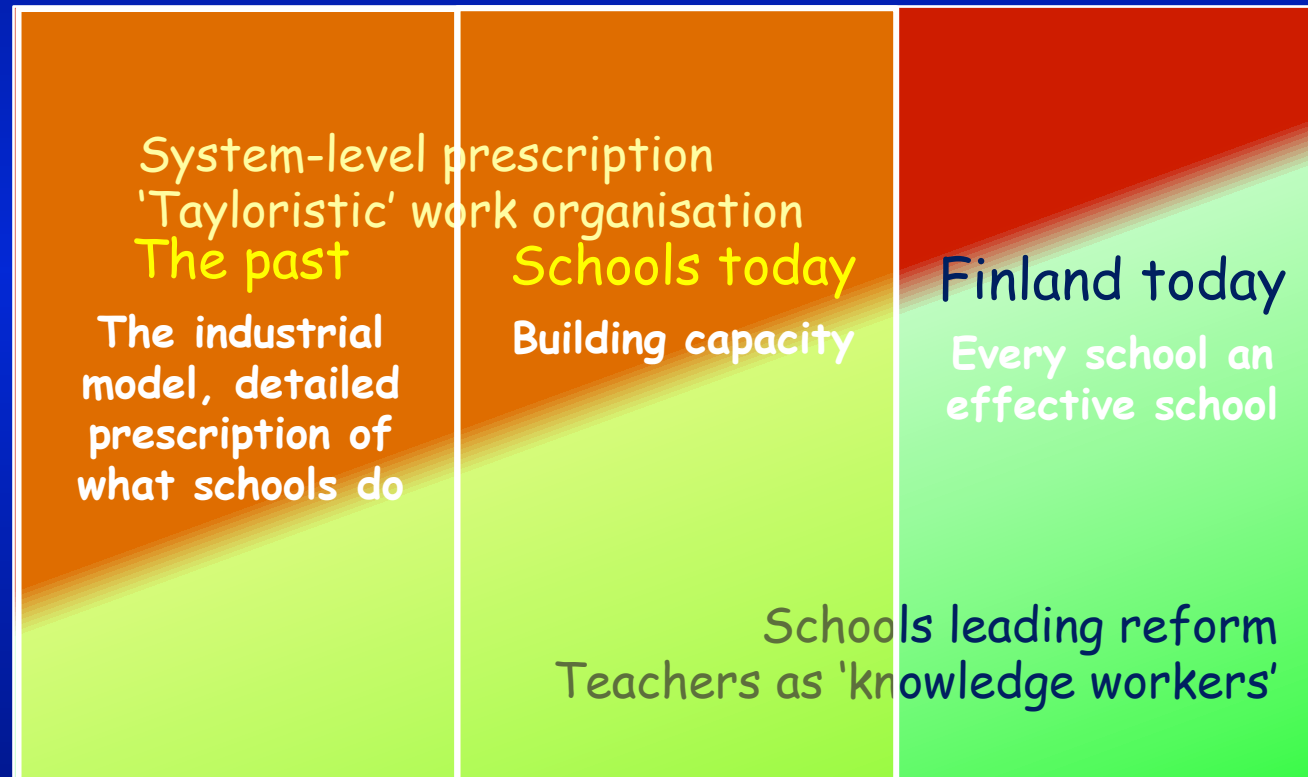 System-level prescription
‘Tayloristic’ work organisation
The past
The industrial
model, detailed
prescription of
what schools do
Schools today
Building capacity
Finland today
Every school an
effective school
Schools leading reform
Teachers as ‘knowledge workers’